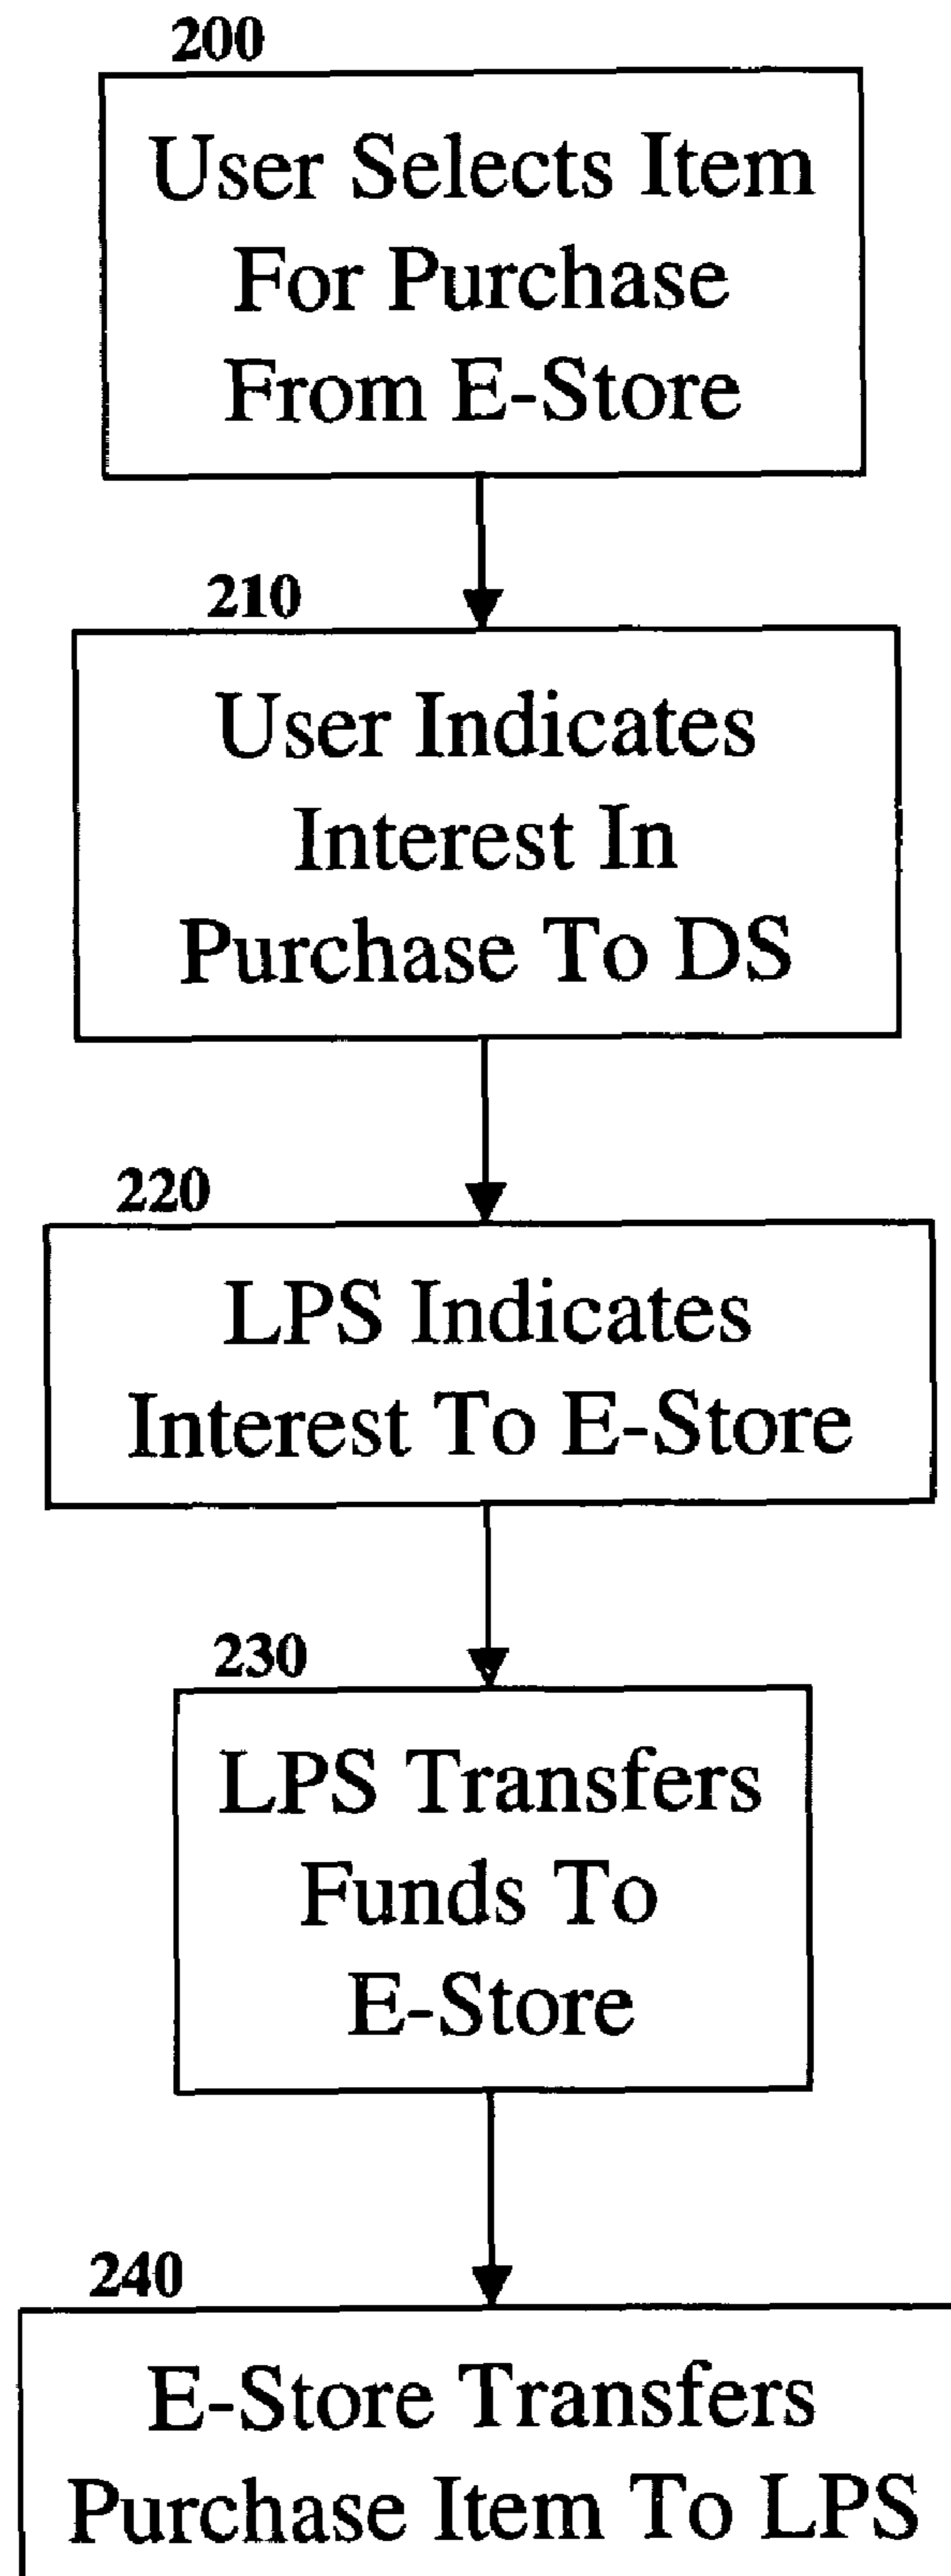 200
User Selects Item
For Purchase
From E-Store
210
User Indicates
Interest In
Purchase To DS
220
LPS Indicates
Interest To E-Store
230
LPS Transfers
Funds To
E-Store
240
E-Store Transfers
Purchase Item To LPS